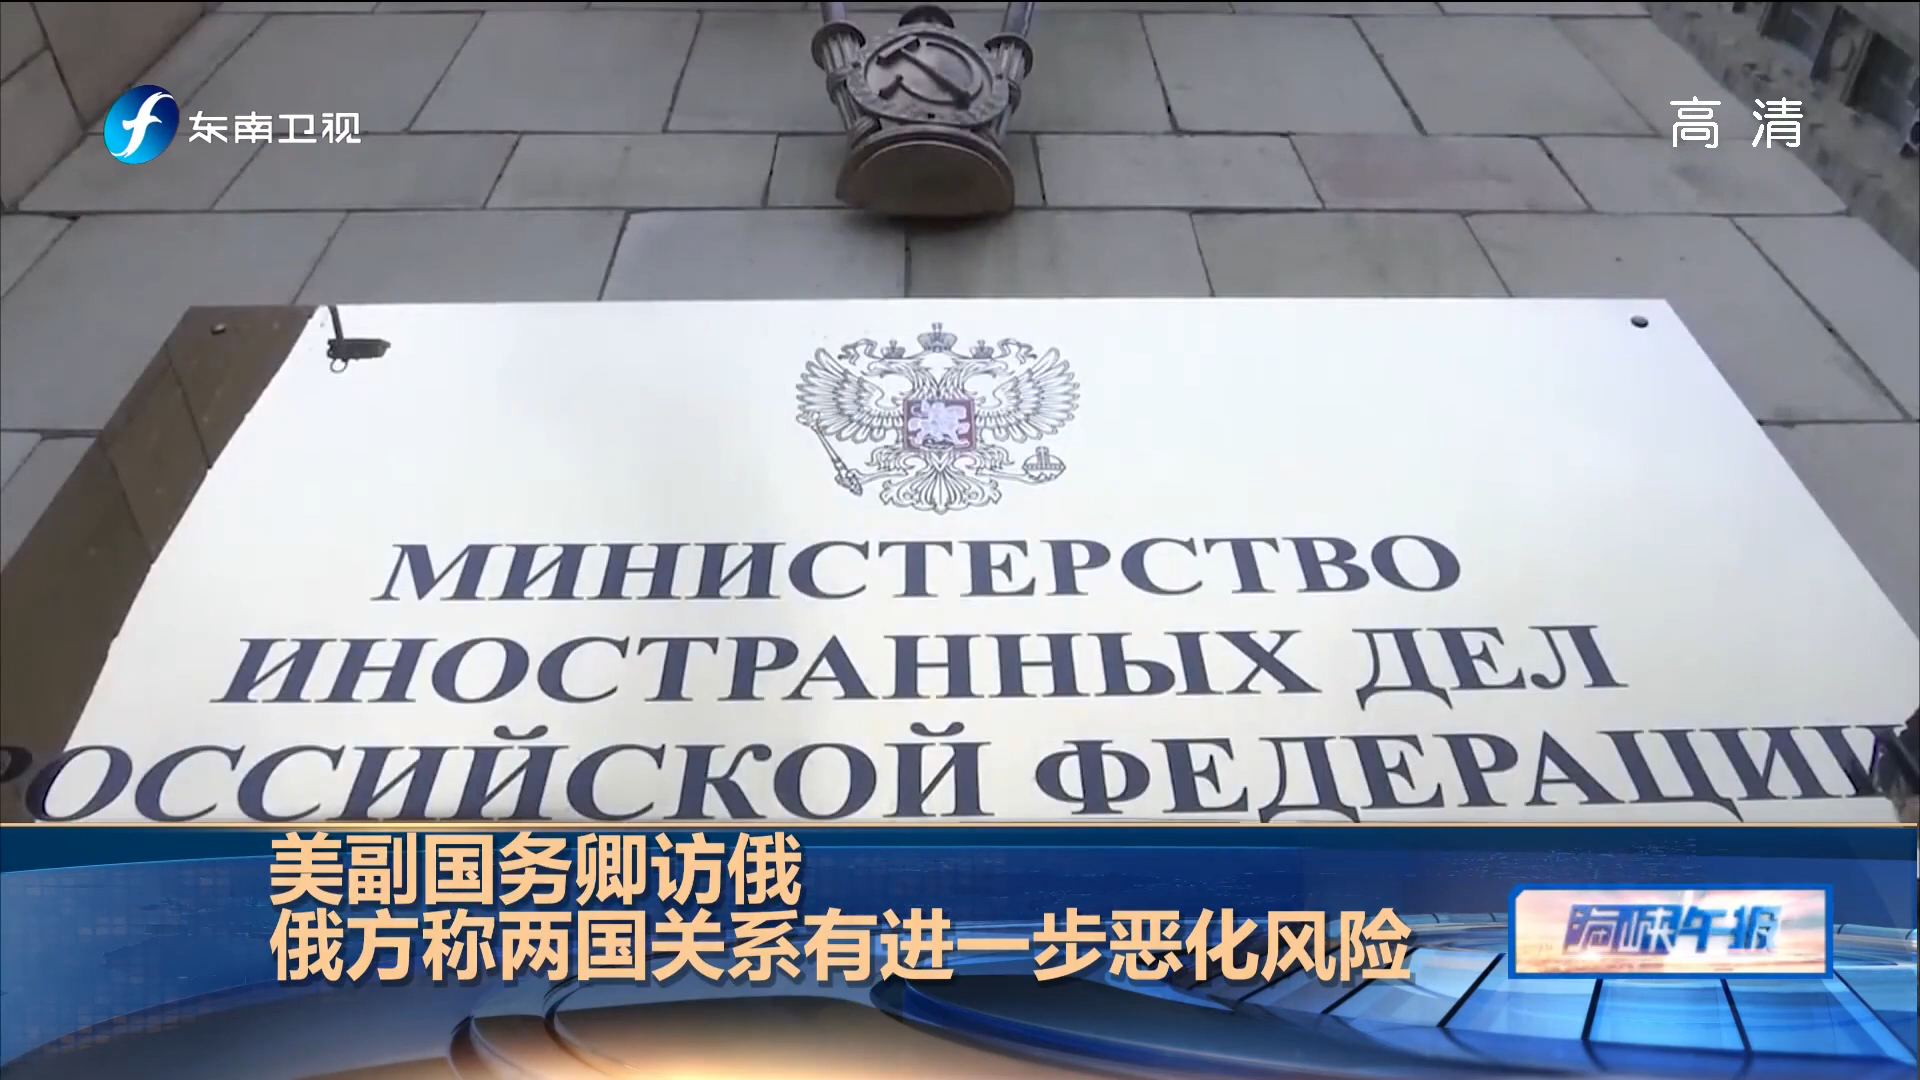 东南卫视
高清
МИНИСТЕРСТВО
ИНОСТРАННЫХ ДЕЛ
РОССИЙСКОЙ ФЕДЕРАЦИИ
美副国务卿访俄
俄方称两国关系有进一步恶化风险
海峡午报